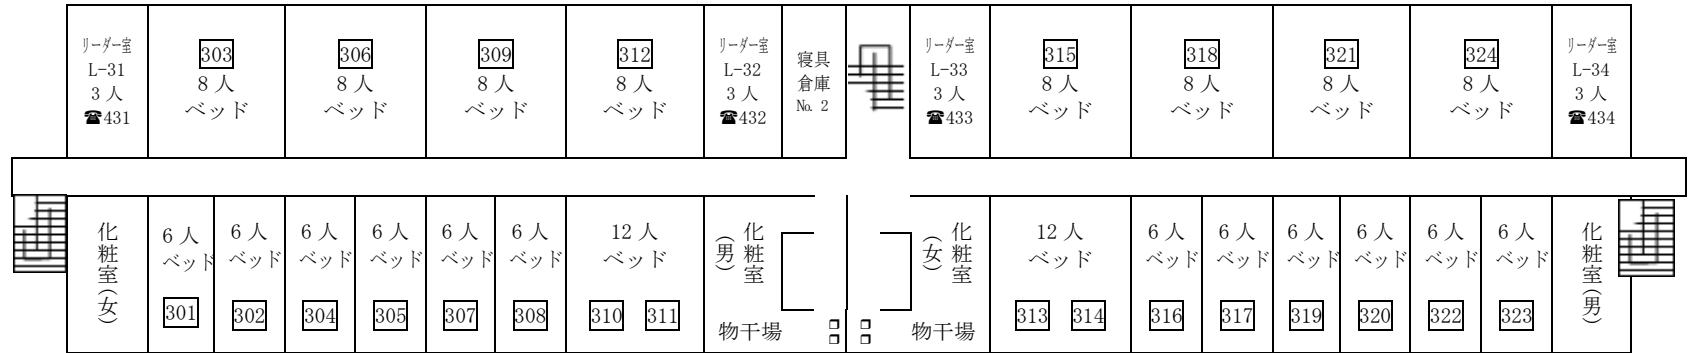 リーダー室
L-31
3人
☎431
303
8人
ベッド
306
8人
ベッド
309
8人
ベッド
312
8人
ベッド
リーダー室
L-32
3人
☎432
寝具
倉庫
№2
リーダー室
L-33
3人
☎433
315
8人
ベッド
318
8人
ベッド
321
8人
ベッド
324
8人
ベッド
リーダー室
L-34
3人
☎434
化粧室(女)
6人
ベッド
301
6人
ベッド
302
6人
ベッド
304
6人
ベッド
305
6人
ベッド
307
6人
ベッド
308
12人
ベッド
310 311
化粧室
(男)
物干場
化粧室
(女)
物干場
12人
ベッド
313 314
6人
ベッド
316
6人
ベッド
317
6人
ベッド
319
6人
ベッド
320
6人
ベッド
322
6人
ベッド
323
化粧室(男)